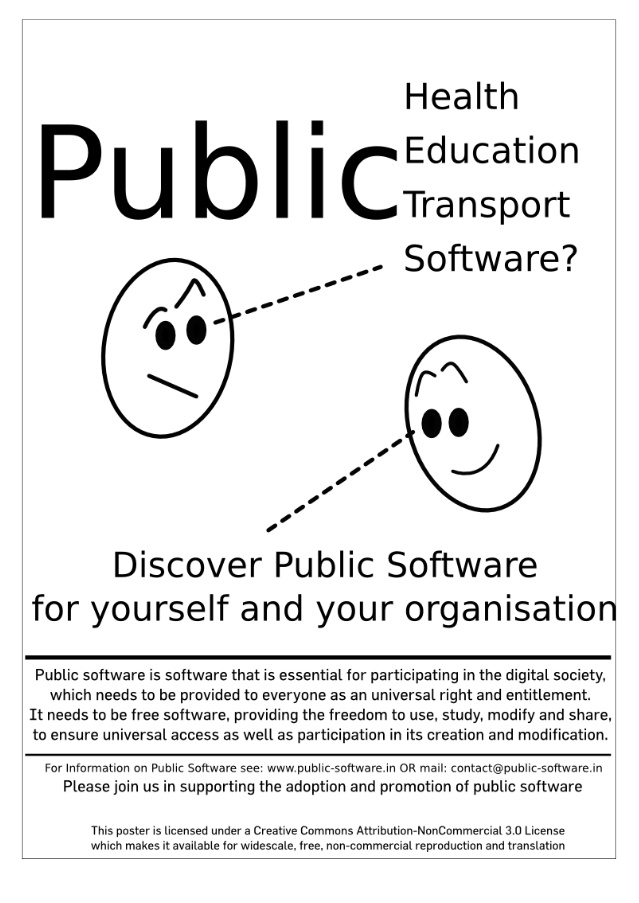 Public
Health
Education
Transport
Software?
Discover Public Software
for yourself and your organisation
Public software is software that is essential for participating in the digital society,
which needs to be provided to everyone as an universal right and entitlement.
It needs to be free software, providing the freedom to use, study, modify and share,
to ensure universal access as well as participation in its creation and modification.
For Information on Public Software see: www.public-software.in OR mail: contact@public-software.in
Please join us in supporting the adoption and promotion of public software
This poster is licensed under a Creative Commons Attribution-NonCommercial 3.0 License
which makes it available for widescale, free, non-commercial reproduction and translation